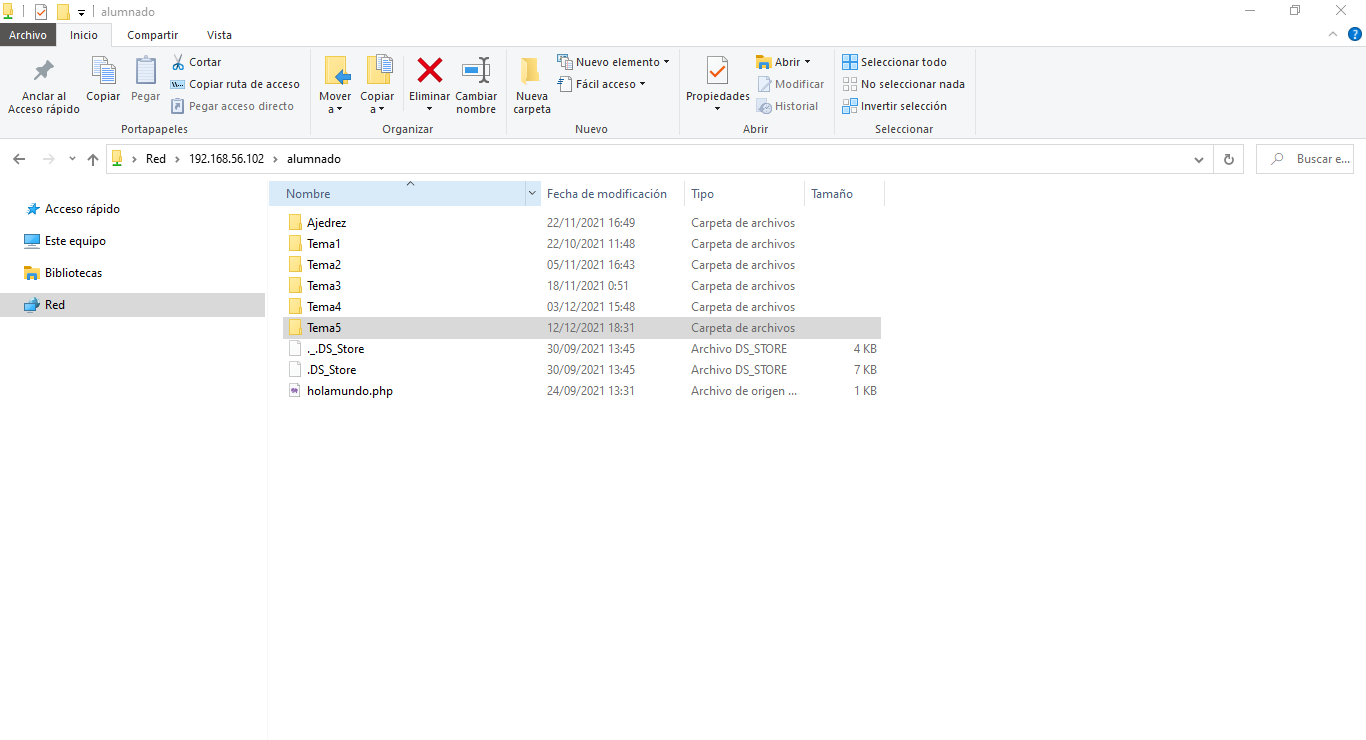 alumnado
Archivo Inicio Compartir Vista
Anclar al Acceso rápido
Copiar
Pegar
Cortar
Copiar ruta de acceso
Pegar acceso directo
Portapapeles
Mover a
Copiar a
Eliminar
Cambiar nombre
Organizar
Nueva carpeta
Nuevo elemento
Fácil acceso
Nuevo
Propiedades
Abrir
Modificar
Historial
Abrir
Seleccionar todo
No seleccionar nada
Invertir selección
Seleccionar
Red > 192.168.56.102 > alumnado
Buscar e...
Acceso rápido
Este equipo
Bibliotecas
Red
Nombre Fecha de modificación Tipo Tamaño
Ajedrez 22/11/2021 16:49 Carpeta de archivos
Tema1 22/10/2021 11:48 Carpeta de archivos
Tema2 05/11/2021 16:43 Carpeta de archivos
Tema3 18/11/2021 0:51 Carpeta de archivos
Tema4 03/12/2021 15:48 Carpeta de archivos
Tema5 12/12/2021 18:31 Carpeta de archivos
._.DS_Store 30/09/2021 13:45 Archivo DS_STORE 4 KB
.DS_Store 30/09/2021 13:45 Archivo DS_STORE 7 KB
holamundo.php 24/09/2021 13:31 Archivo de origen ... 1 KB